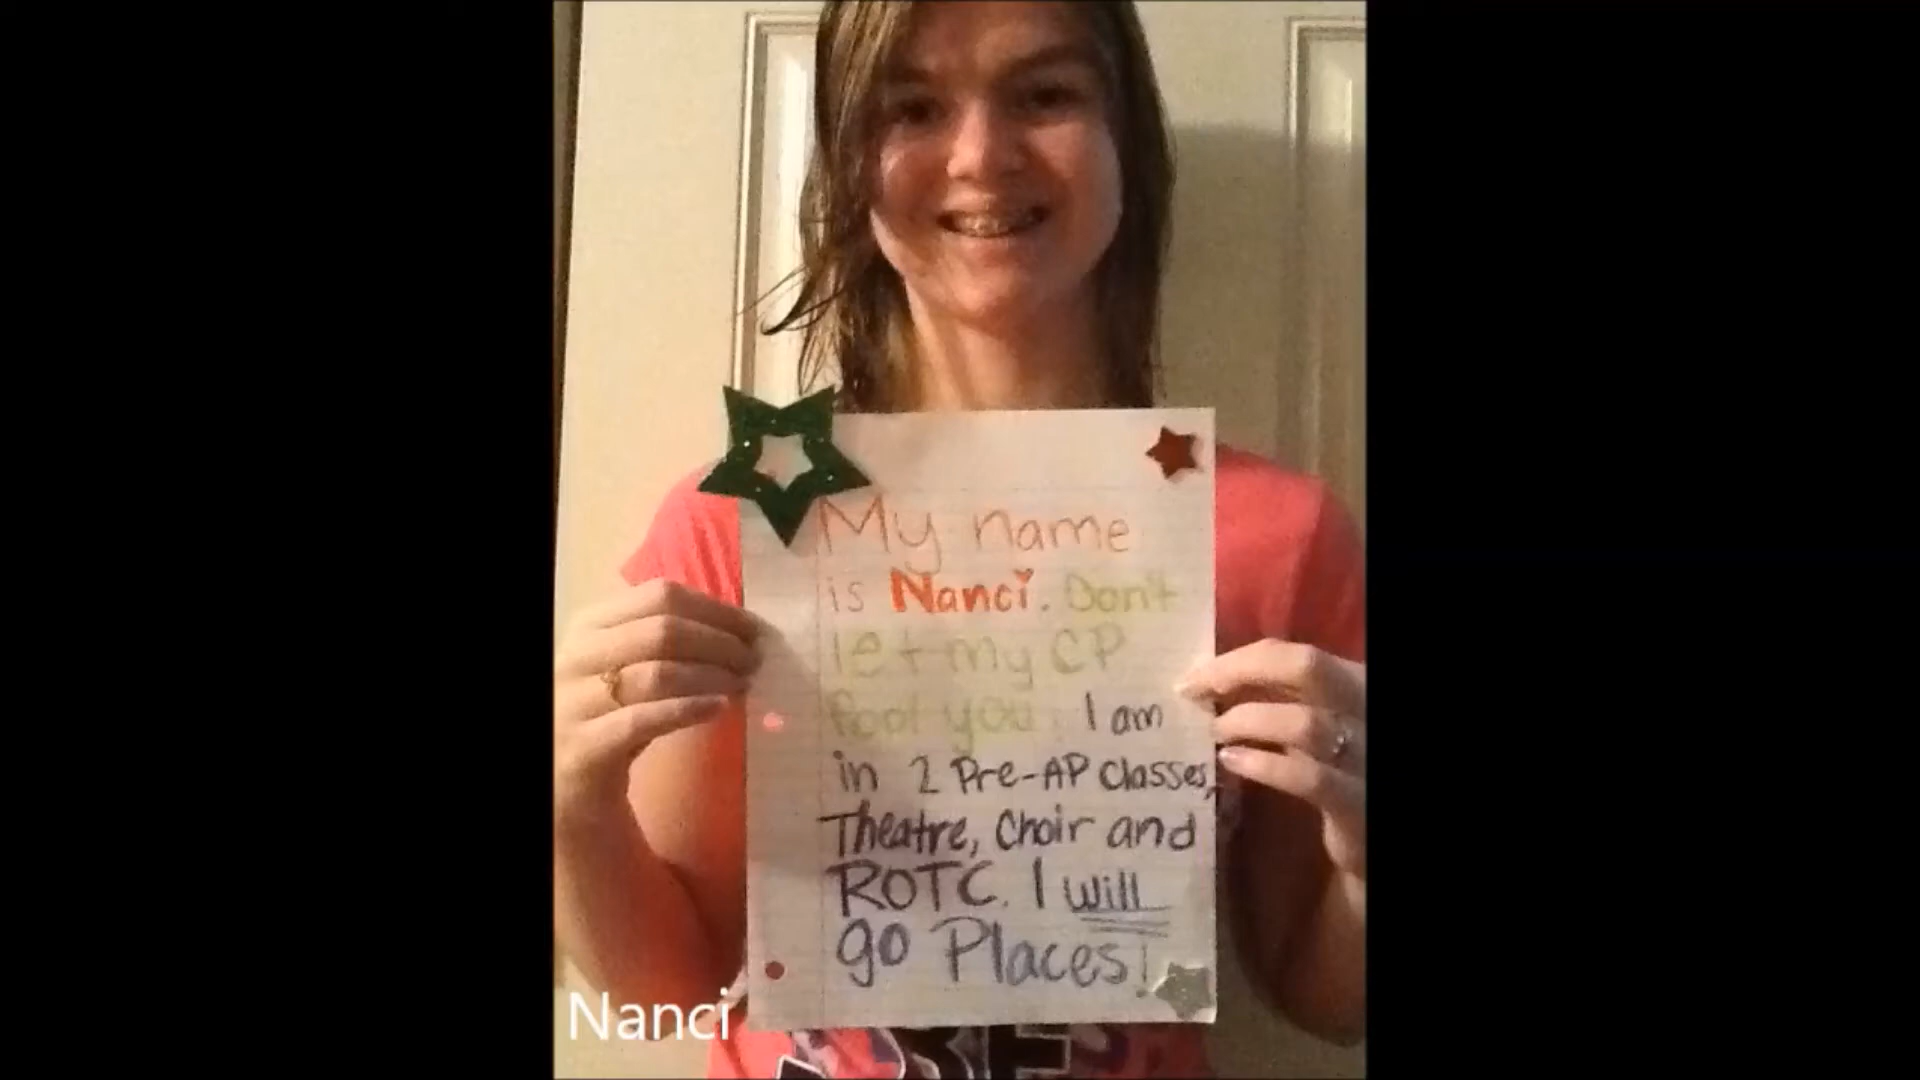 My name
is Nanci. Don't
let my CP
fool you. I am
in 2 Pre-AP Classes,
Theatre, Choir and
ROTC. I will
go Places!
Nanci